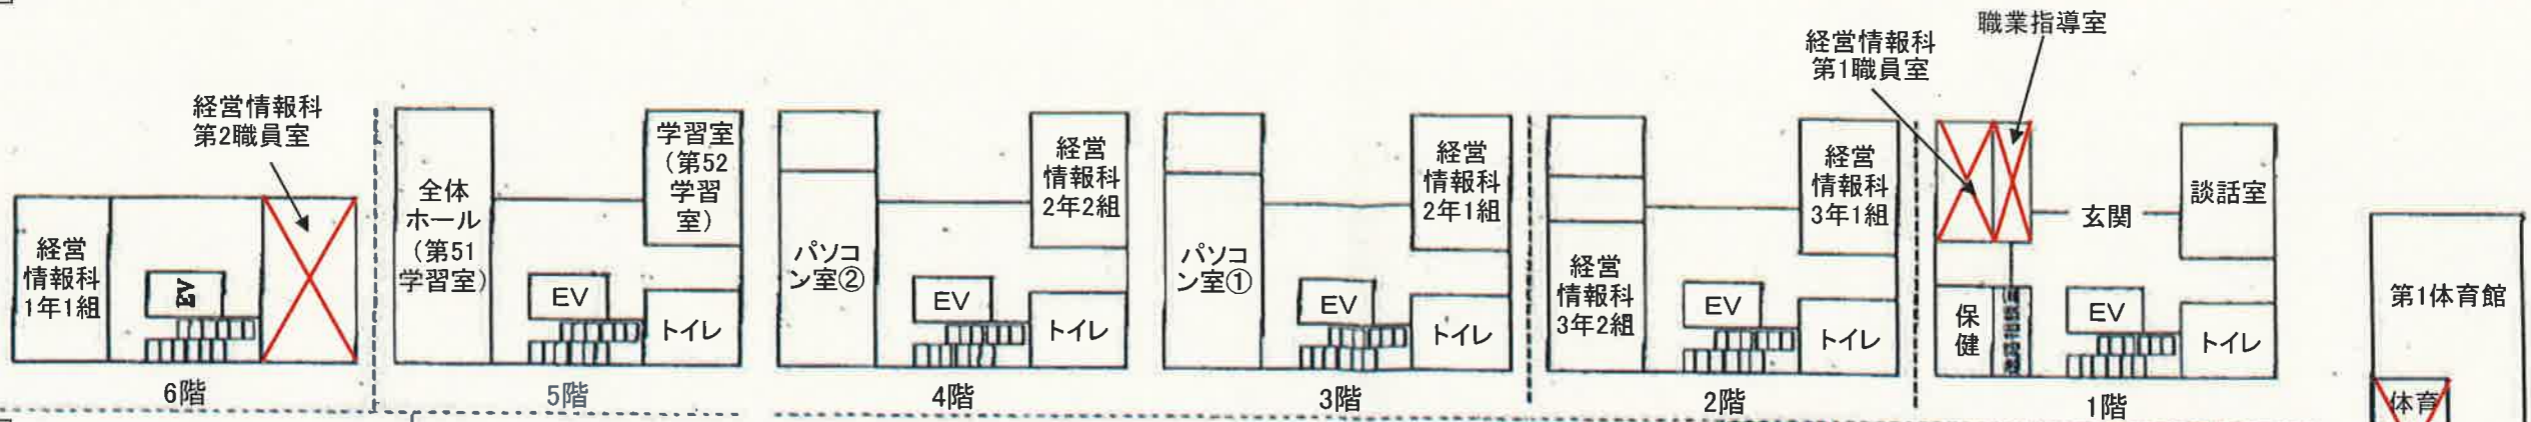 経営情報科
第2職員室
経営
情報科
1年1組
EV
6階
全体
ホール
(第51
学習室)
学習室
(第52
学習
室)
EV
トイレ
5階
パソコ
ン室②
経営
情報科
2年2組
EV
トイレ
4階
パソコ
ン室①
経営
情報科
2年1組
EV
トイレ
3階
経営
情報科
3年2組
経営
情報科
3年1組
EV
トイレ
2階
経営情報科
第1職員室
職業指導室
談話室
玄関
保
健
EV
トイレ
1階
第1体育館
体育